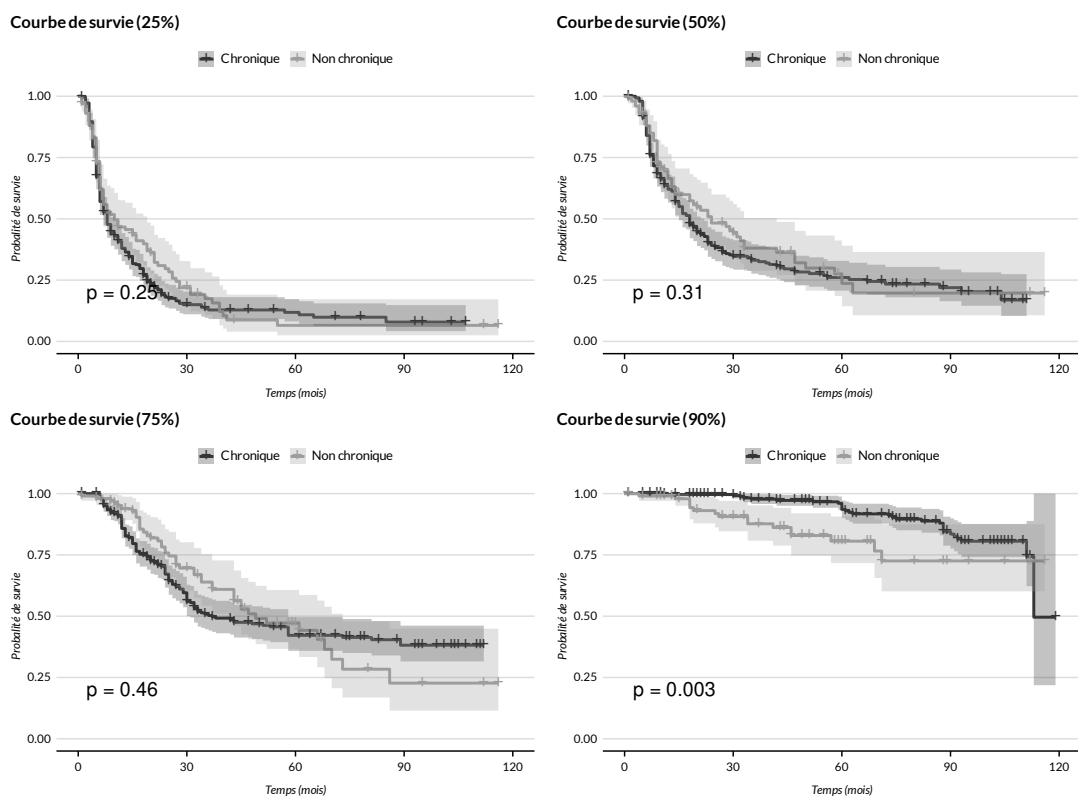 Courbe de survie (25%)
Chronique Non chronique
1.00
0.75
0.50
0.25
0.00
Probalité de survie
p = 0.25
0 30 60 90 120
Temps (mois)
Courbe de survie (50%)
Chronique Non chronique
1.00
0.75
0.50
0.25
0.00
Probalité de survie
p = 0.31
0 30 60 90 120
Temps (mois)
Courbe de survie (75%)
Chronique Non chronique
1.00
0.75
0.50
0.25
0.00
Probalité de survie
p = 0.46
0 30 60 90 120
Temps (mois)
Courbe de survie (90%)
Chronique Non chronique
1.00
0.75
0.50
0.25
0.00
Probalité de survie
p = 0.003
0 30 60 90 120
Temps (mois)